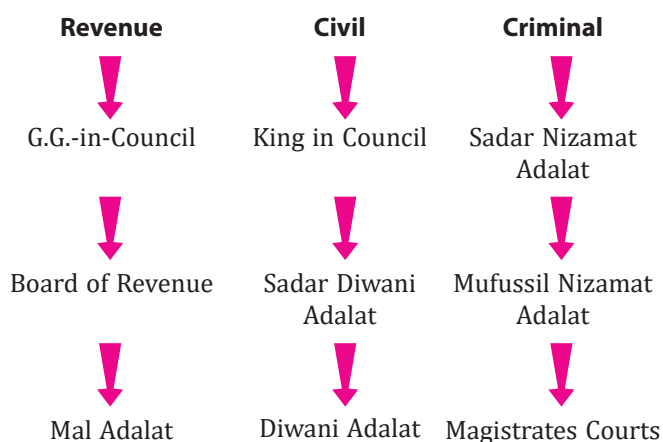 Revenue Civil Criminal
G.G.-in-Council King in Council Sadar Nizamat
Adalat
Board of Revenue Sadar Diwani Mufussil Nizamat
Adalat Adalat
Mal Adalat Diwani Adalat Magistrates Courts